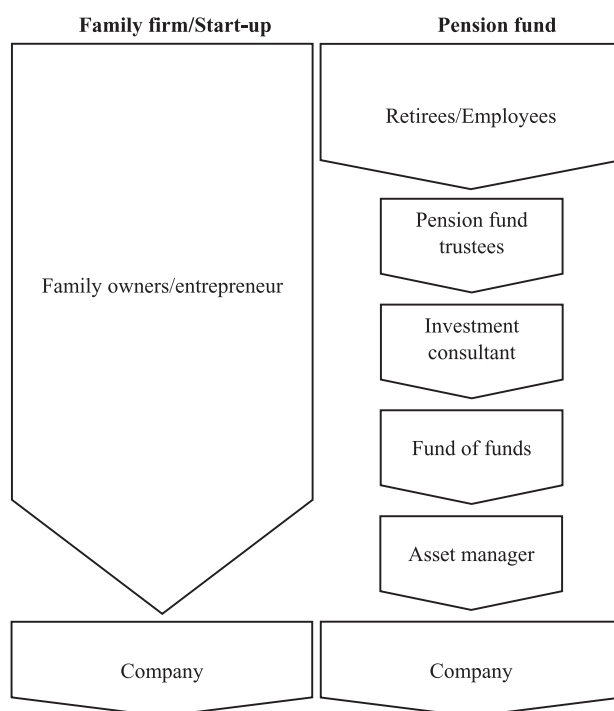 Family firm/Start-up
Pension fund
Family owners/entrepreneur
Company
Retirees/Employees
Pension fund
trustees
Investment
consultant
Fund of funds
Asset manager
Company